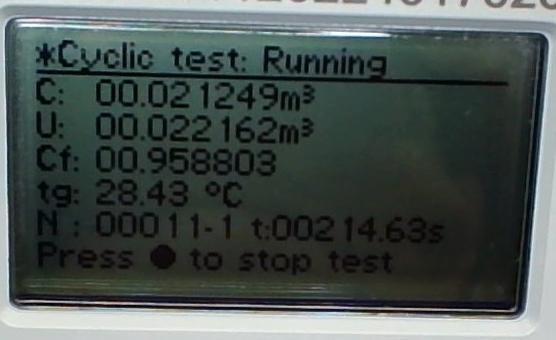 *Cyclic test: Running
C: 00.021249m³
U: 00.022162m³
Cf: 00.958803
tg: 28.43 °C
N : 00011-1 t:00214.63s
Press ● to stop test